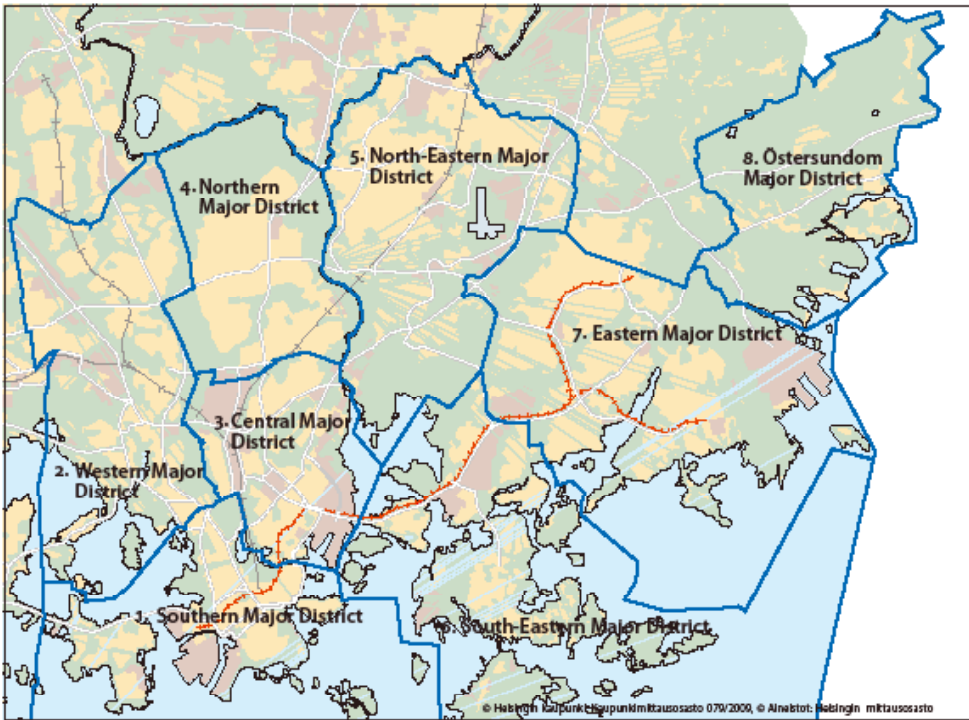 5. North-Eastern Major
District
8. Östersundom
Major District
4. Northern
Major District
7. Eastern Major District
3. Central Major
District
2. Western Major
District
1. Southern Major District
6. South-Eastern Major District
© Helsingin kaupunki, Kaupunkimittausosasto 079/2009, © Aineistot: Helsingin mittausosasto